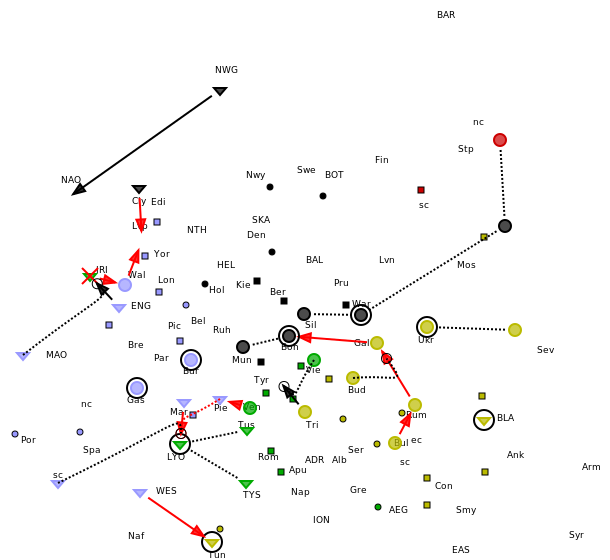 BAR
NWG
nc
Stp
Fin
Swe BOT
Nwy
NAO
sc
Cly Edi
Lvp
SKA
NTH
Den
Yor
BAL
Lvn
Mos
HEL
IRI
Wal
Lon
Kie
Hol
Ber
Pru
War
ENG
Bel
Pic
Ruh
Sil
Ukr
Sev
Bre
Mun
Boh
Gal
MAO
Par
Bur
Vie
Tyr
Bud
Gas
nc
Mar
Pie
Ven
Tus
Tri
Rum
BLA
Por
Spa
Bul ec
sc
LYO
Rom
Apu
ADR Alb
Ser
Ank
Arm
sc
WES
TYS
Nap
Gre
Con
AEG
Smy
ION
Naf
Tun
EAS
Syr